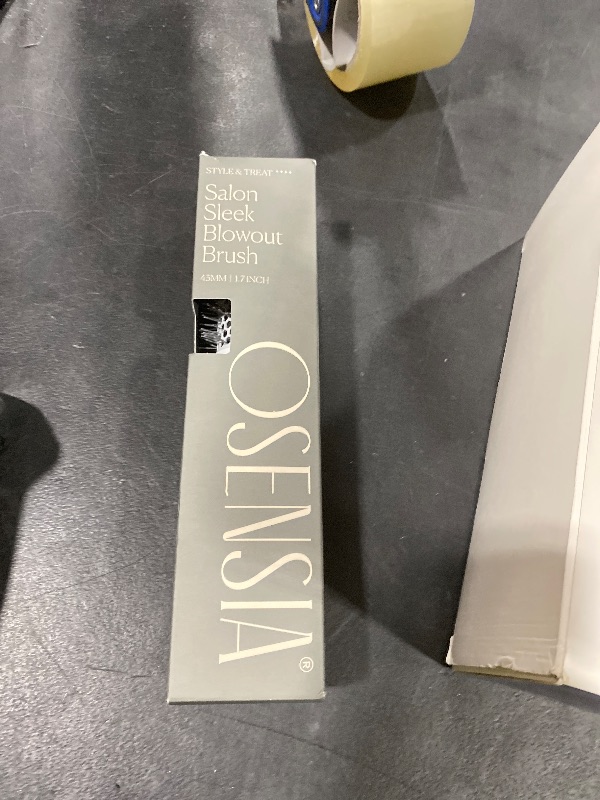 STYLE & TREAT ****
Salon
Sleek
Blowout
Brush
43MM | 1.7 INCH
OSENSIA®